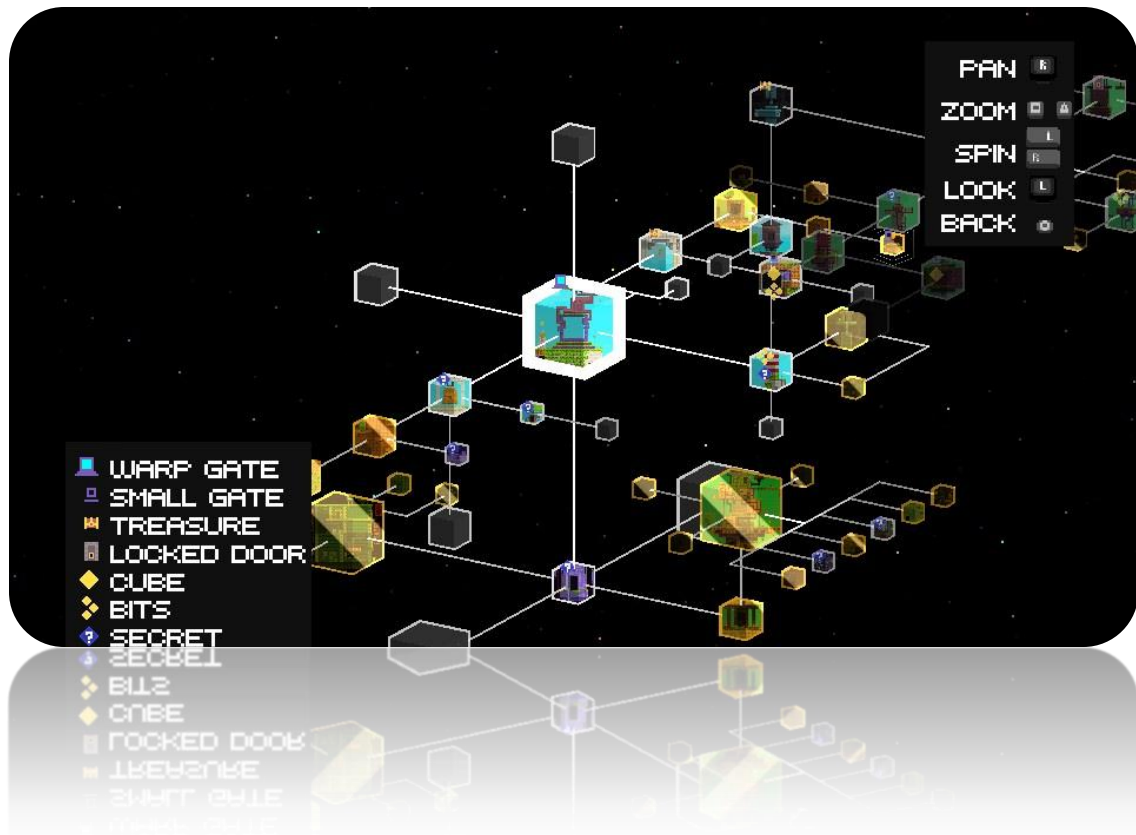 PAN R
ZOOM
SPIN L
R
LOOK L
BACK
WARP GATE
SMALL GATE
TREASURE
LOCKED DOOR
CUBE
BITS
? SECRET